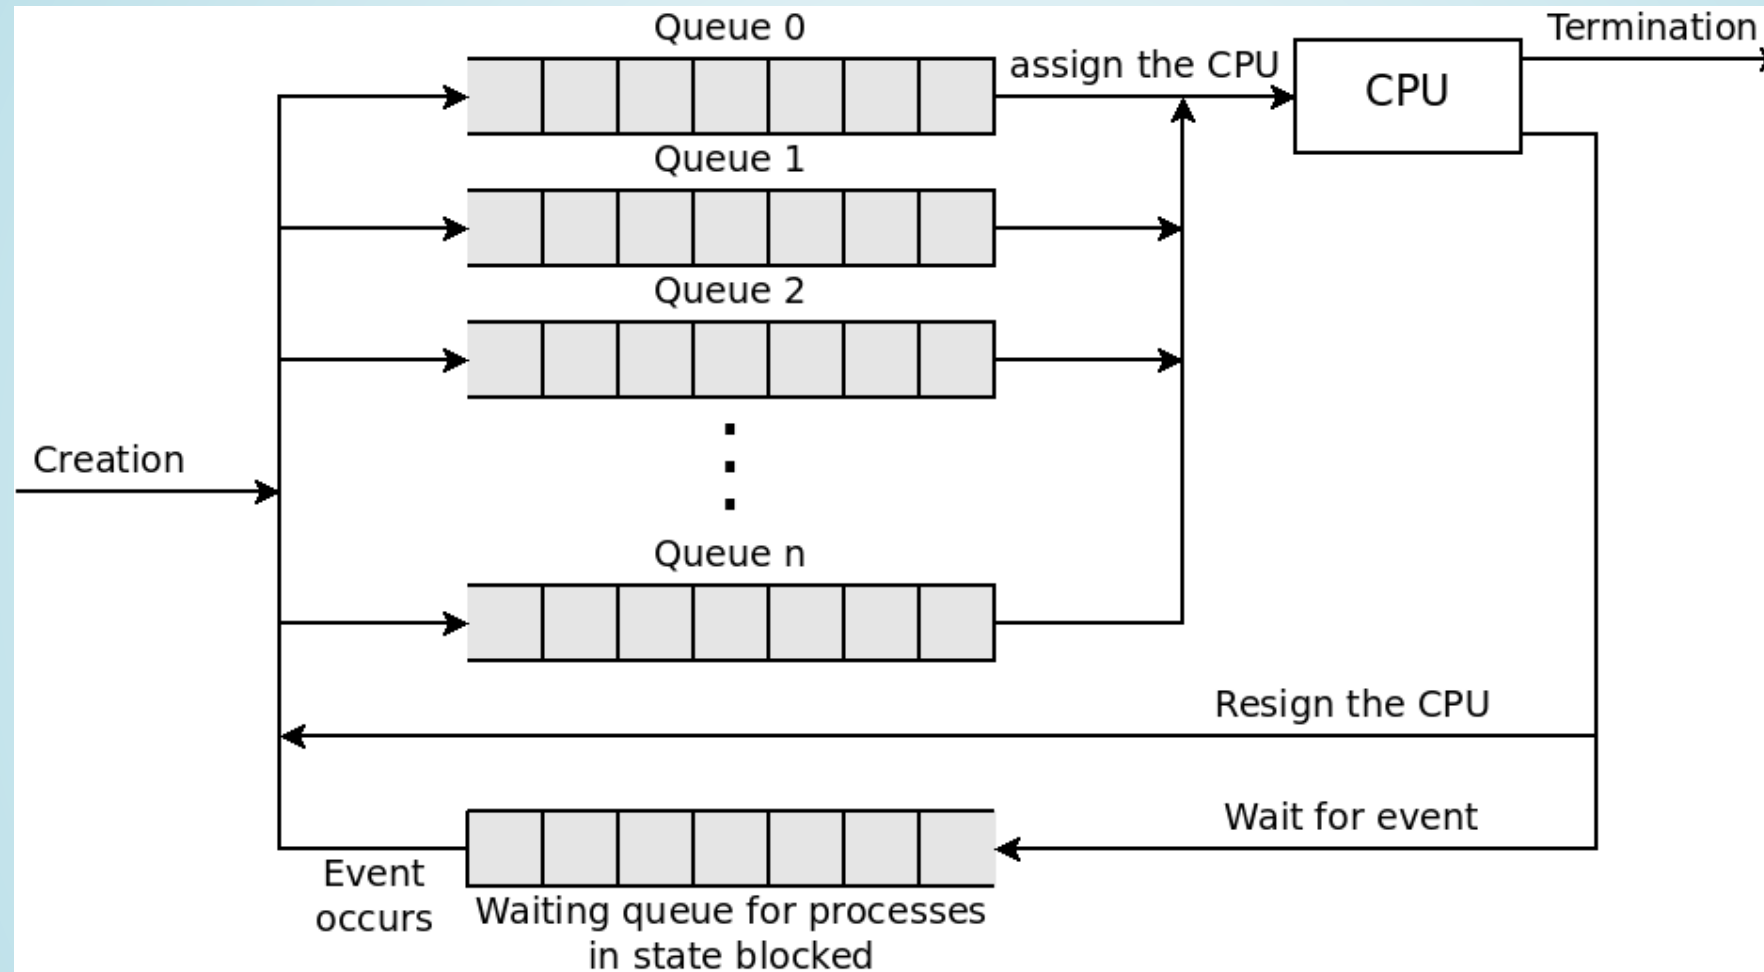 Queue 0
Termination
assign the CPU
CPU
Queue 1
Queue 2
Creation
Queue n
Resign the CPU
Wait for event
Event
occurs
Waiting queue for processes
in state blocked